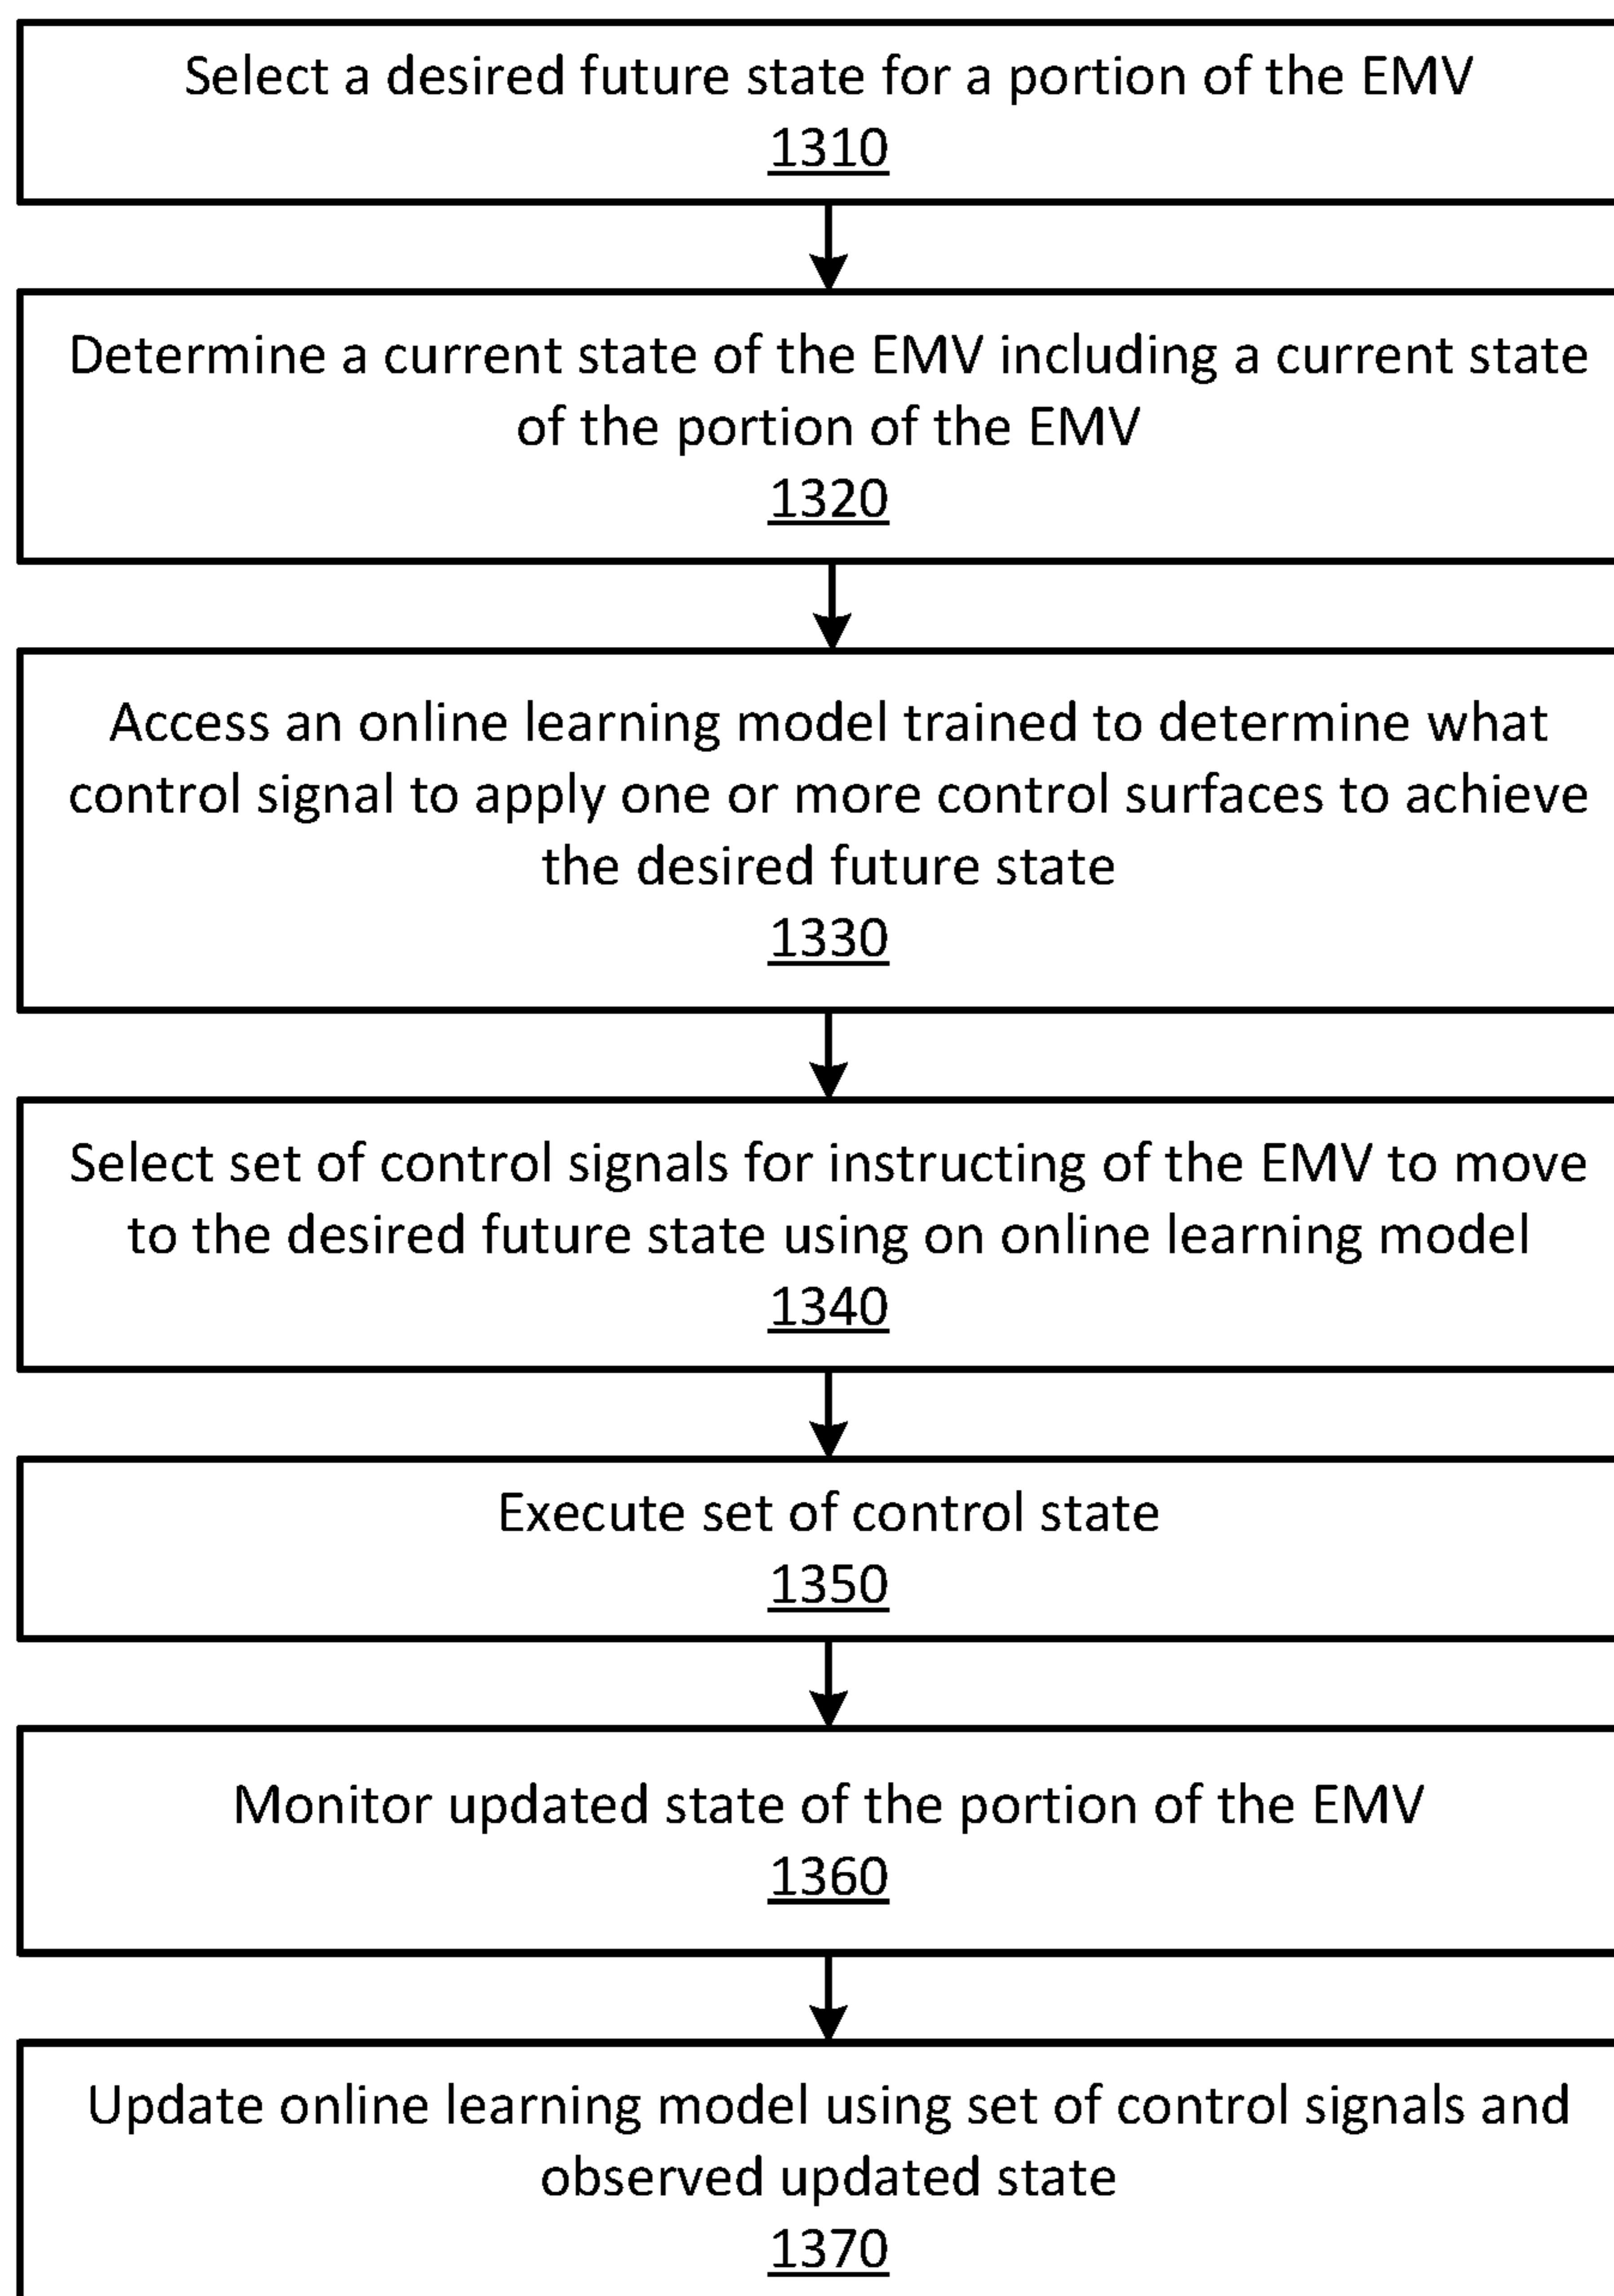 Select a desired future state for a portion of the EMV
1310
Determine a current state of the EMV including a current state
of the portion of the EMV
1320
Access an online learning model trained to determine what
control signal to apply one or more control surfaces to achieve
the desired future state
1330
Select set of control signals for instructing of the EMV to move
to the desired future state using on online learning model
1340
Execute set of control state
1350
Monitor updated state of the portion of the EMV
1360
Update online learning model using set of control signals and
observed updated state
1370